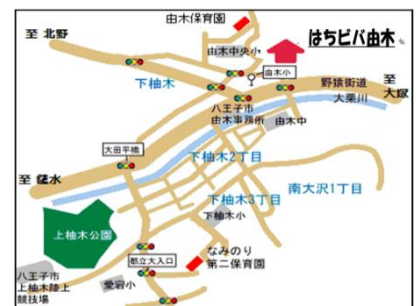 由木保育園
至 北野
由木中央小
はちビバ由木
由木小
下柚木
野猿街道
至
大塚
大栗川
八王子市
由木事務所
由木中
大田平橋
下柚木2丁目
至 鑓水
下柚木3丁目
南大沢1丁目
下柚木小
上柚木公園
なみのり
第二保育園
都立大入口
八王子市
上柚木陸上
競技場
愛宕小